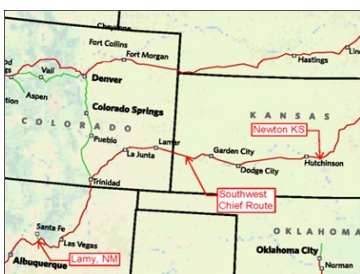 Cheyenne
Fort Collins
Fort Morgan
Hastings
Lin
Vail
Denver
Aspen
Colorado Springs
COLORADO
Pueblo
KANSAS
Newton KS
La Junta
Lamar
Garden City
Dodge City
Hutchinson
Trinidad
Southwest
Chief Route
Santa Fe
Las Vegas
Lamy, NM
Albuquerque
OKLAHOMA
Oklahoma City
Norman